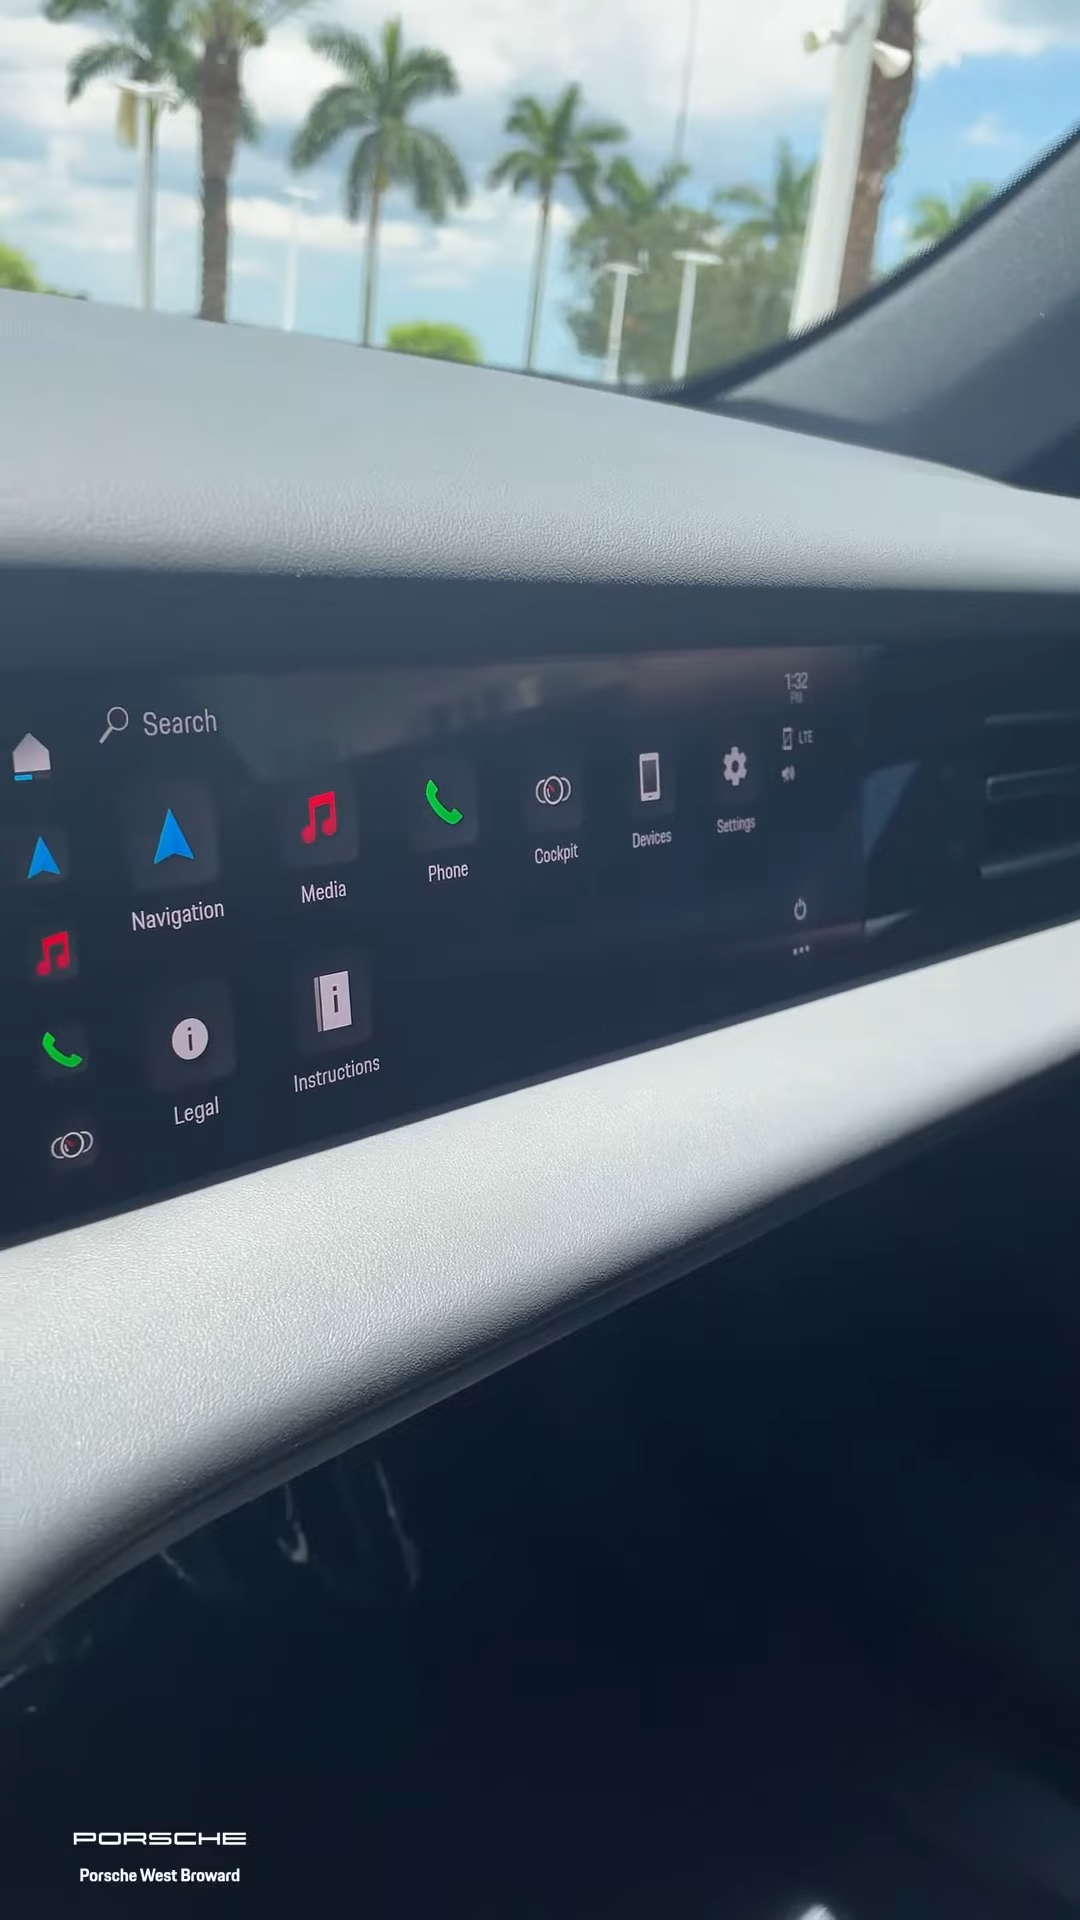 1:32
PM
Search
LTE
Navigation
Media
Phone
Cockpit
Devices
Settings
Legal
Instructions
PORSCHE
Porsche West Broward